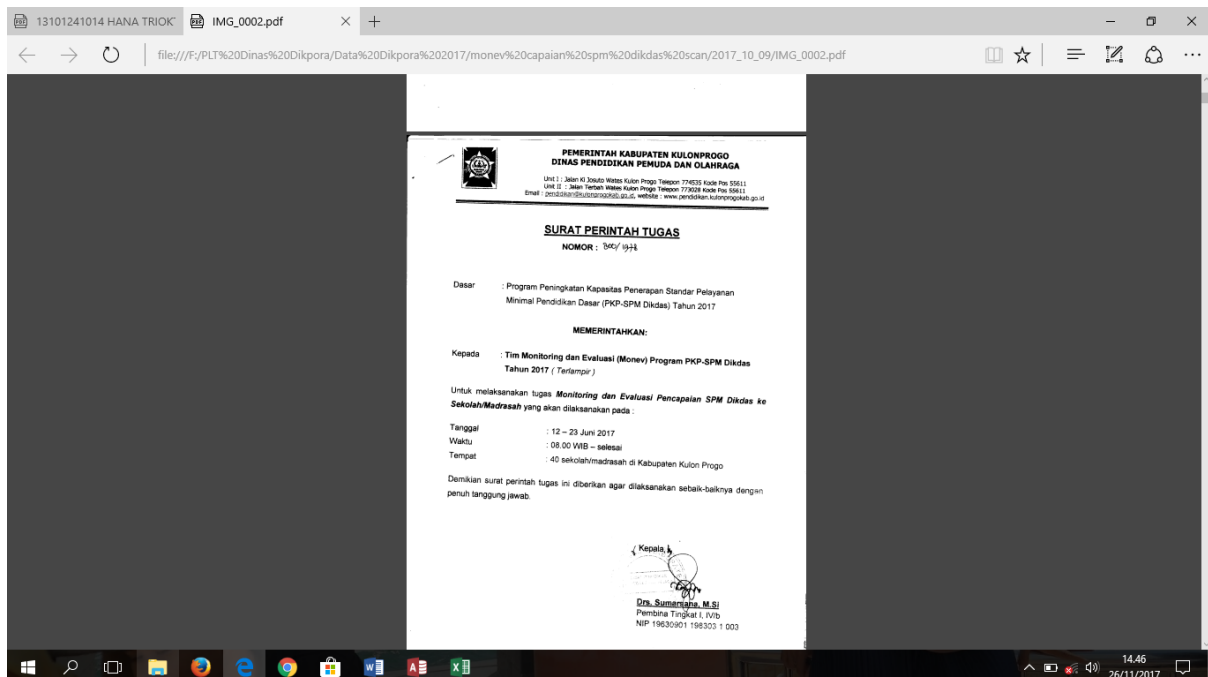 13101241014 HANA TRIOK
IMG_0002.pdf
file:///F:/PLT%20Dinas%20Dikpora/Data%20Dikpora%202017/monev%20capaian%20spm%20dikdas%20scan/2017_10_09/IMG_0002.pdf
PEMERINTAH KABUPATEN KULONPROGO
DINAS PENDIDIKAN PEMUDA DAN OLAHRAGA
Unit I : Jalan Ki Josuto Wates Kulon Progo Telepon 774535 Kode Pos 55611
Unit II : Jalan Terbah Wates Kulon Progo Telepon 773028 Kode Pos 55611
Email : pendidikan@kulonprogokab.go.id, website : www.pendidikan.kulonprogokab.go.id
SURAT PERINTAH TUGAS
NOMOR :
Dasar : Program Peningkatan Kapasitas Penerapan Standar Pelayanan
Minimal Pendidikan Dasar (PKP-SPM Dikdas) Tahun 2017
MEMERINTAHKAN:
Kepada : Tim Monitoring dan Evaluasi (Monev) Program PKP-SPM Dikdas
Tahun 2017 ( Terlampir )
Untuk melaksanakan tugas Monitoring dan Evaluasi Pencapaian SPM Dikdas ke
Sekolah/Madrasah yang akan dilaksanakan pada :
Tanggal : 12 – 23 Juni 2017
Waktu : 08.00 WIB – selesai
Tempat : 40 sekolah/madrasah di Kabupaten Kulon Progo
Demikian surat perintah tugas ini diberikan agar dilaksanakan sebaik-baiknya dengan
penuh tanggung jawab.
Kepala,
Drs. Sumarsana, M.Si
Pembina Tingkat I, IV/b
NIP 19630901 198303 1 003
14.46
26/11/2017